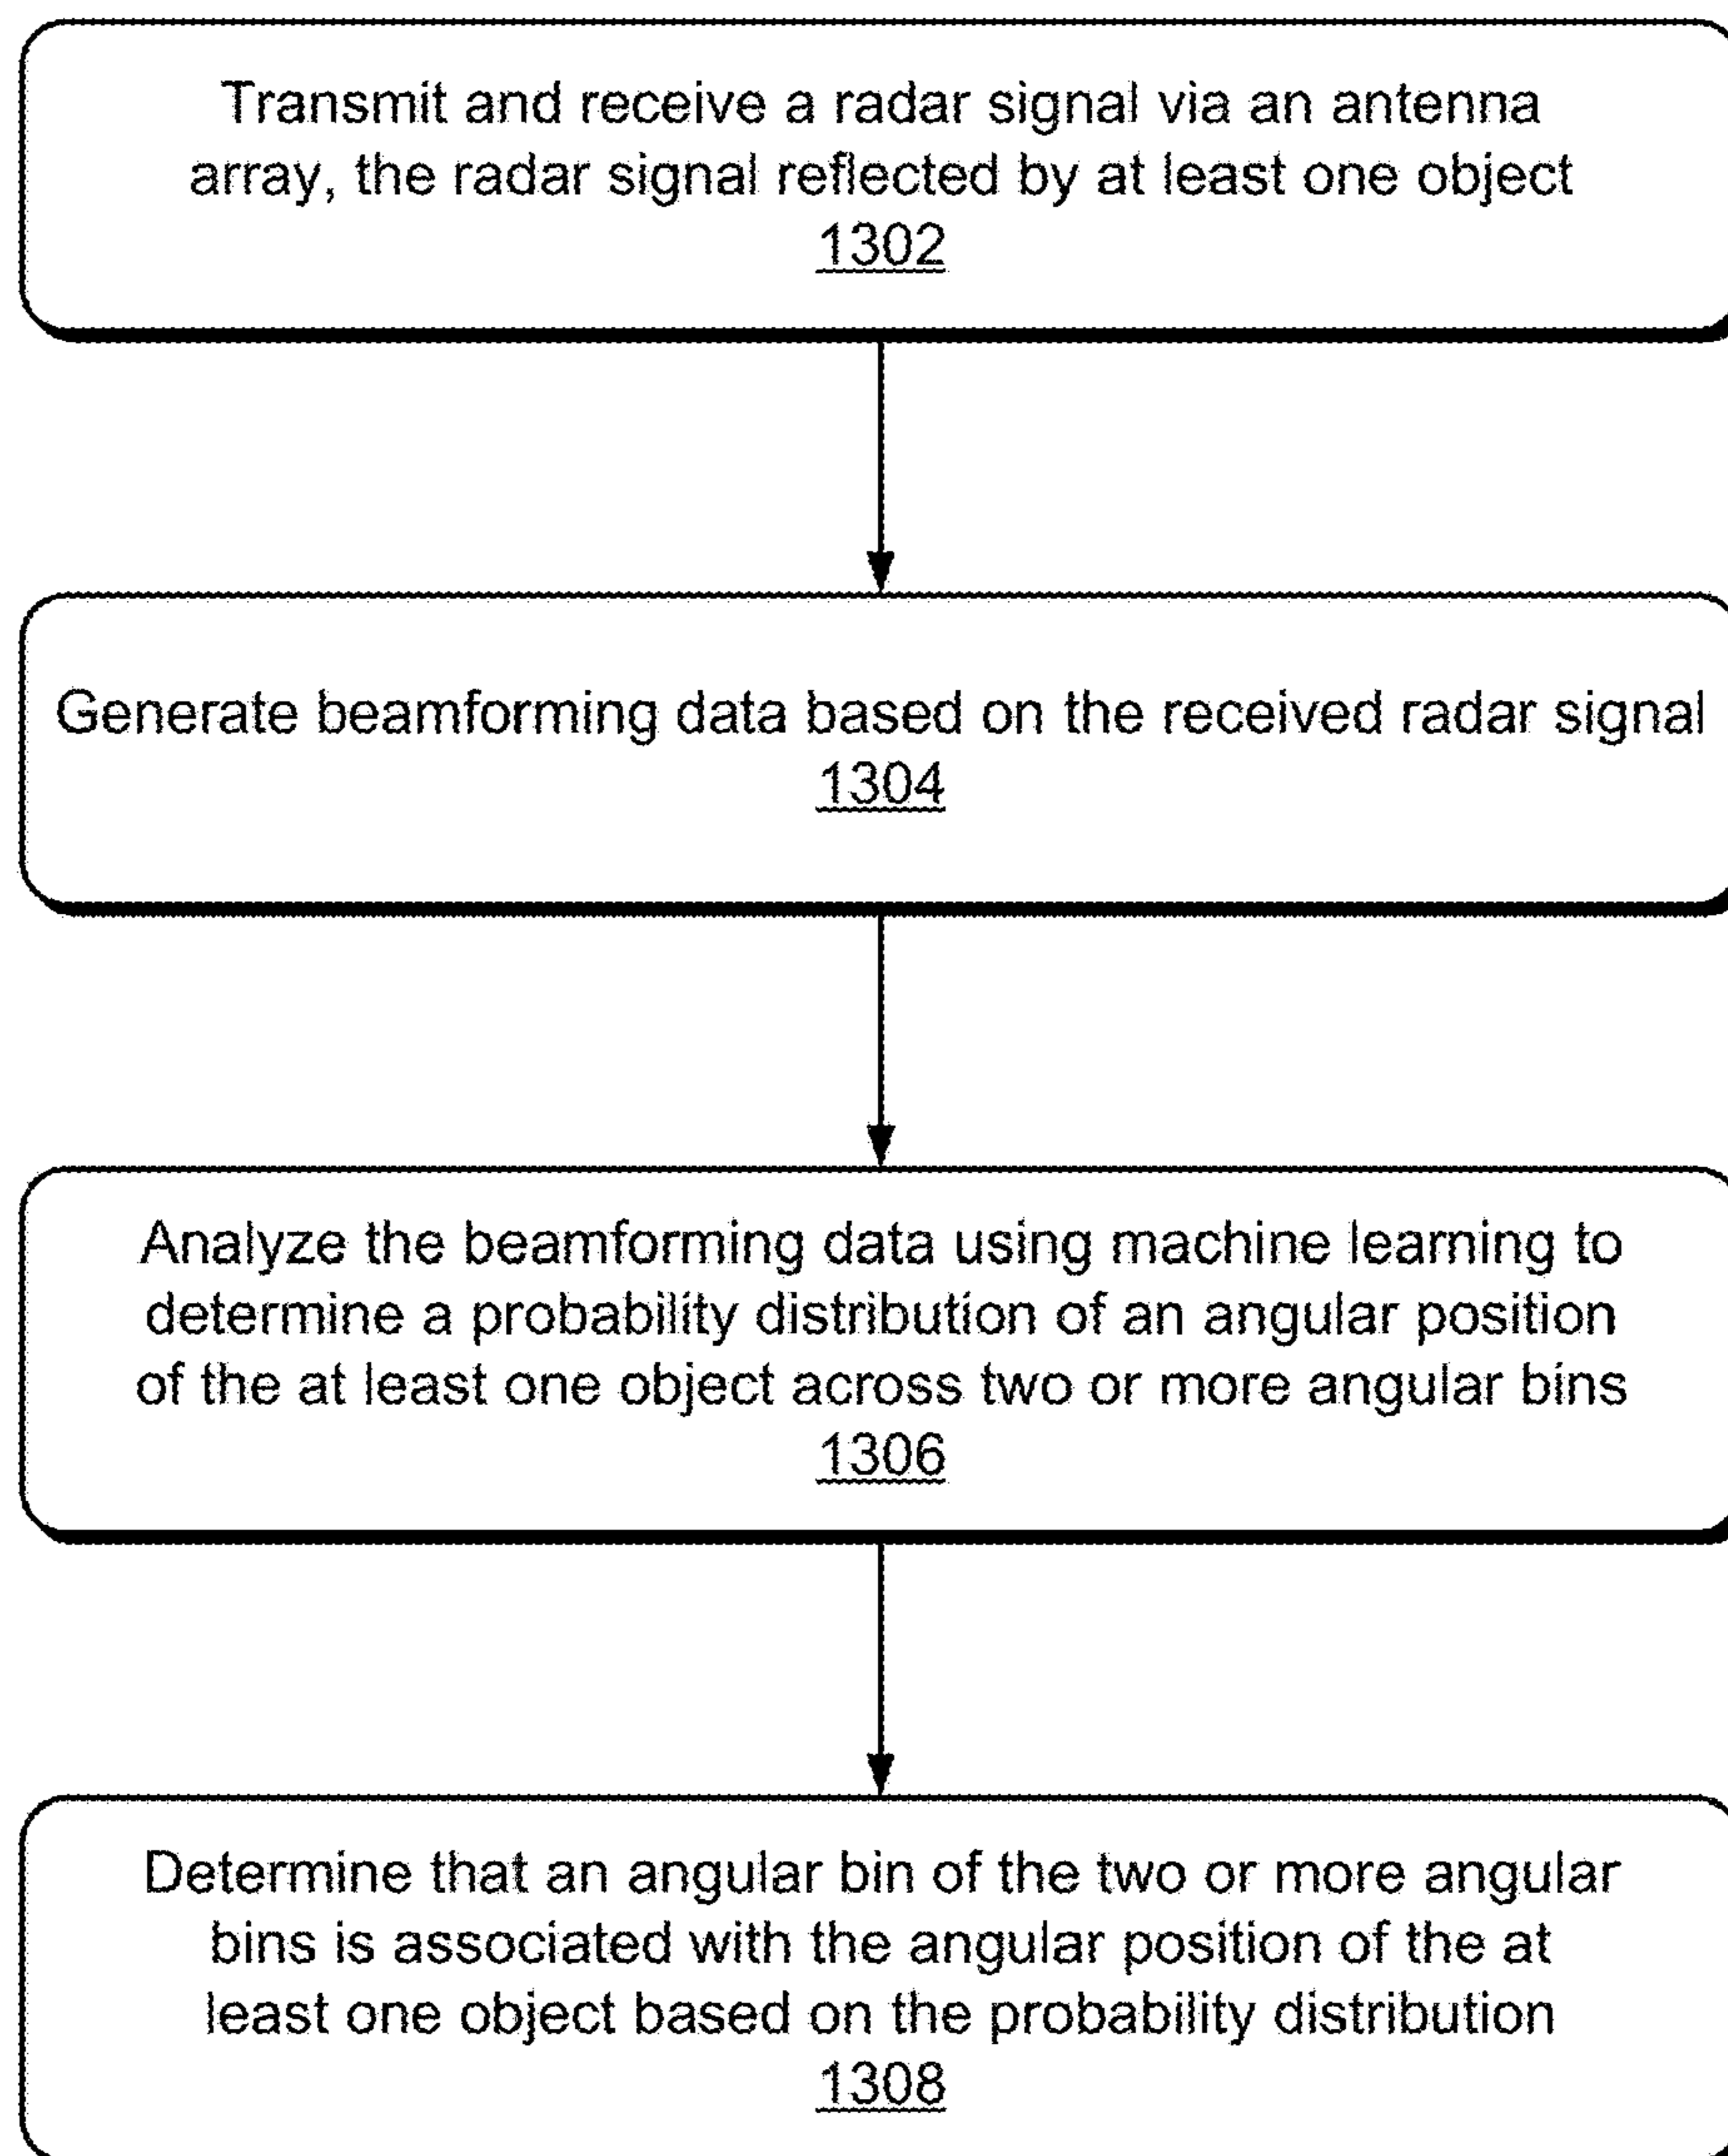 Transmit and receive a radar signal via an antenna
array, the radar signal reflected by at least one object
1302
Generate beamforming data based on the received radar signal
1304
Analyze the beamforming data using machine learning to
determine a probability distribution of an angular position
of the at least one object across two or more angular bins
1306
Determine that an angular bin of the two or more angular
bins is associated with the angular position of the at
least one object based on the probability distribution
1308